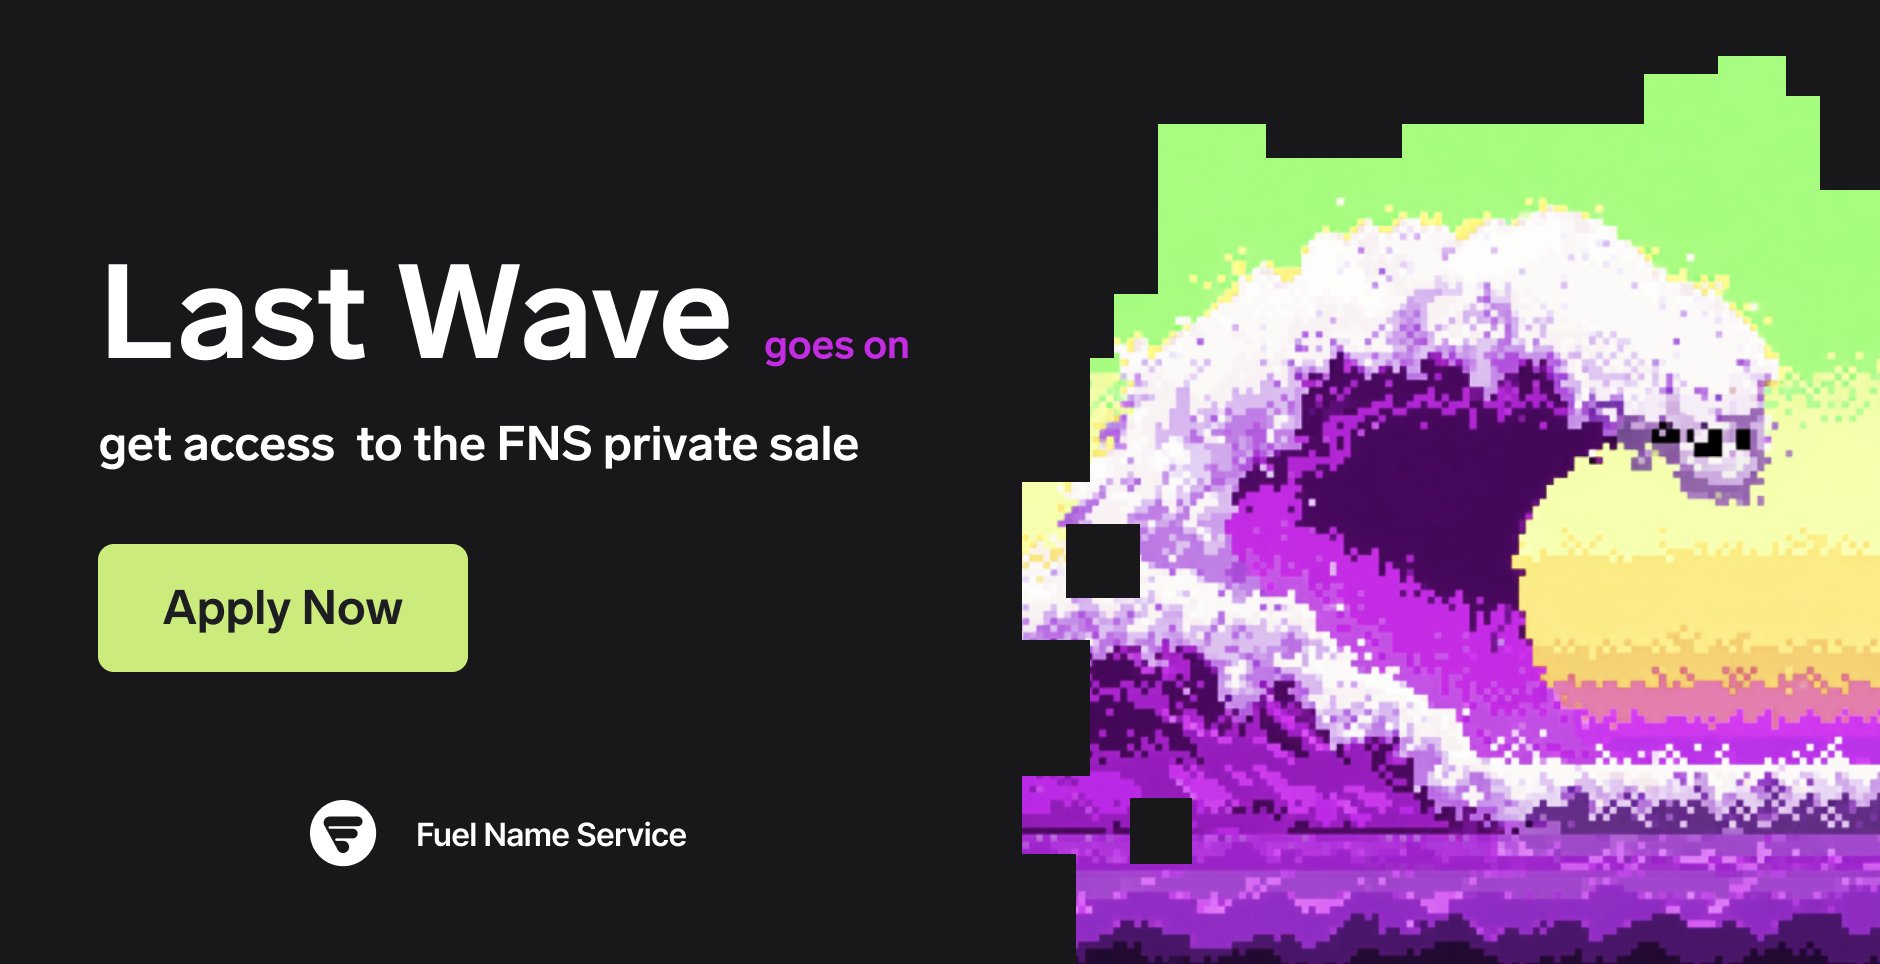 Last Wave goes on
get access  to the FNS private sale
Apply Now
Fuel Name Service